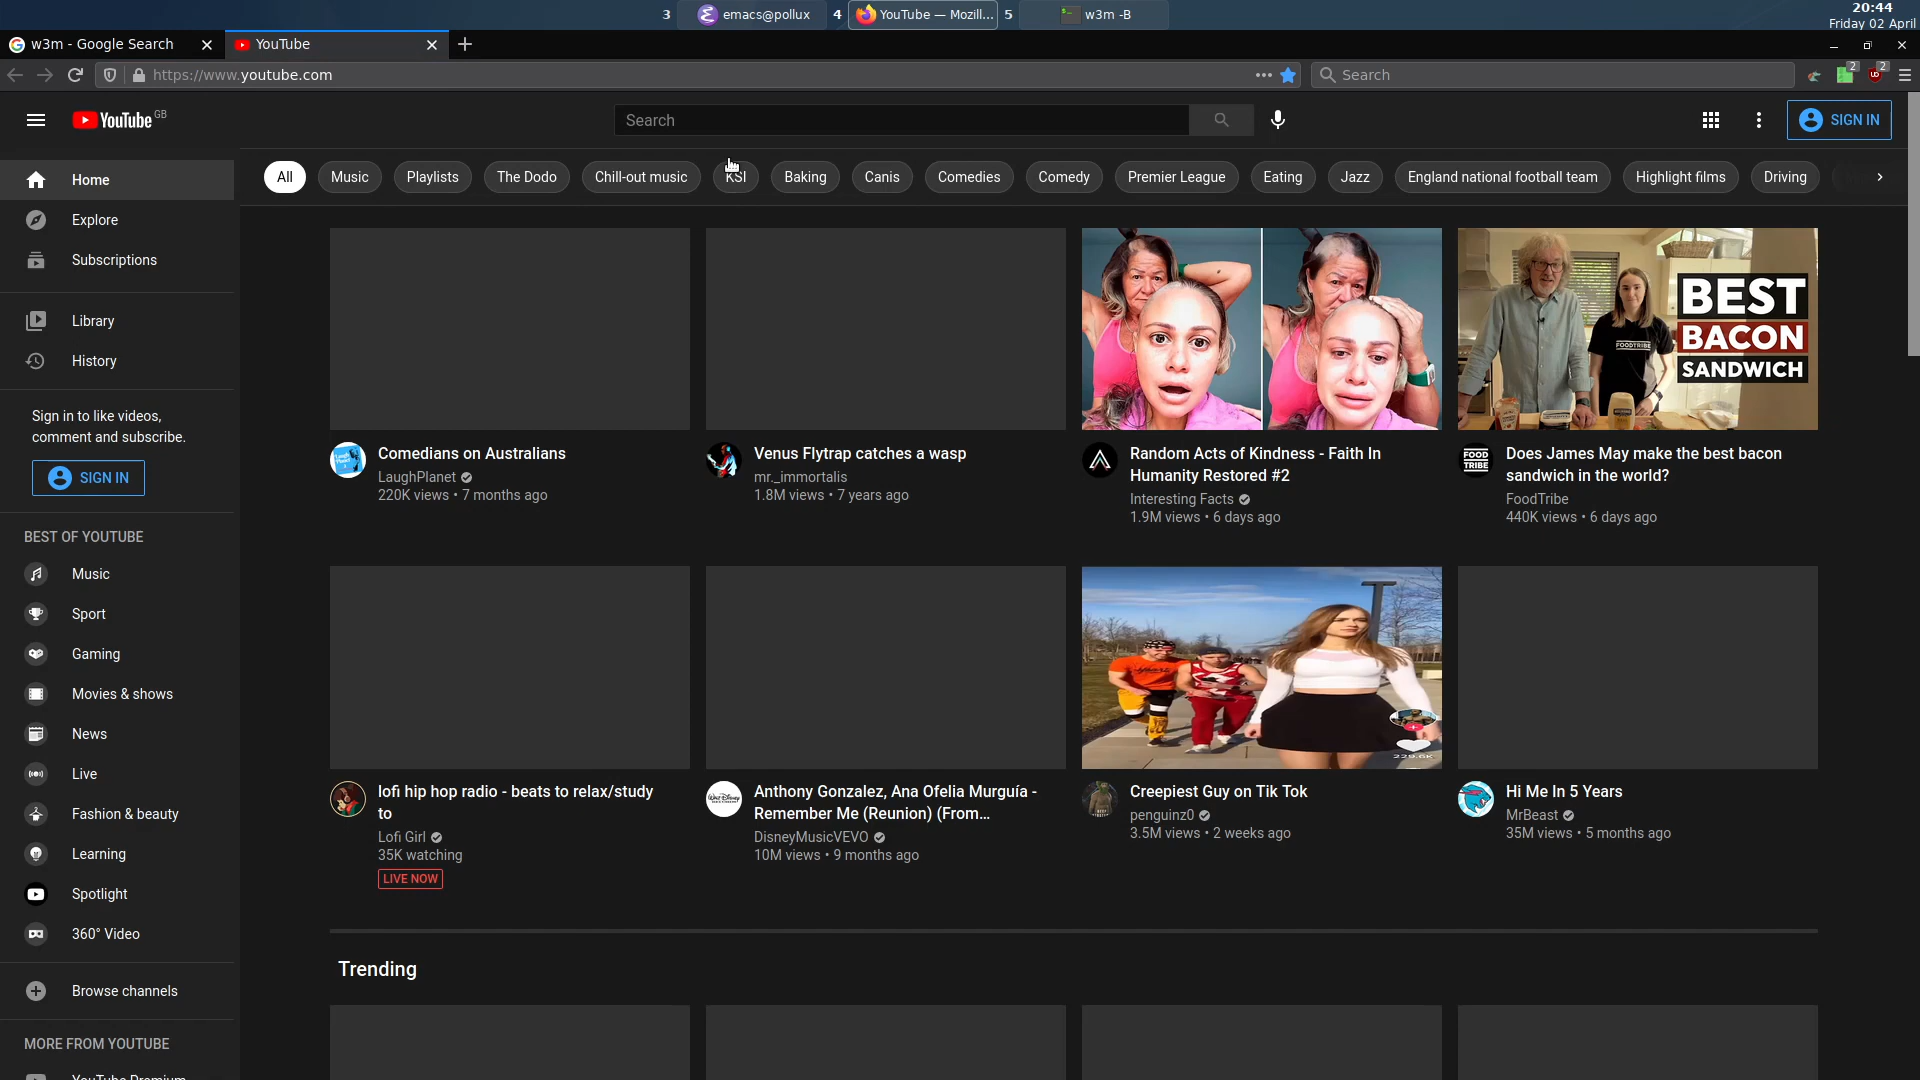 3 emacs@pollux 4 YouTube — Mozill... 5 w3m -B
20:44
Friday 02 April
w3m - Google Search
YouTube
https://www.youtube.com
Search
2
2
YouTube GB
Search
SIGN IN
Home
Explore
Subscriptions
Library
History
Sign in to like videos,
comment and subscribe.
SIGN IN
BEST OF YOUTUBE
Music
Sport
Gaming
Movies & shows
News
Live
Fashion & beauty
Learning
Spotlight
360° Video
Browse channels
MORE FROM YOUTUBE
YouTube Premium
All Music Playlists The Dodo Chill-out music KSI Baking Canis Comedies Comedy Premier League Eating Jazz England national football team Highlight films Driving
BEST
BACON
SANDWICH
FOODTRIBE
Comedians on Australians
LaughPlanet
220K views • 7 months ago
Venus Flytrap catches a wasp
mr._immortalis
1.8M views • 7 years ago
Random Acts of Kindness - Faith In
Humanity Restored #2
Interesting Facts
1.9M views • 6 days ago
FOOD
TRIBE
Does James May make the best bacon
sandwich in the world?
FoodTribe
440K views • 6 days ago
229.6K
lofi hip hop radio - beats to relax/study
to
Lofi Girl
35K watching
LIVE NOW
Anthony Gonzalez, Ana Ofelia Murguía -
Remember Me (Reunion) (From...
DisneyMusicVEVO
10M views • 9 months ago
Creepiest Guy on Tik Tok
penguinz0
3.5M views • 2 weeks ago
Hi Me In 5 Years
MrBeast
35M views • 5 months ago
Trending